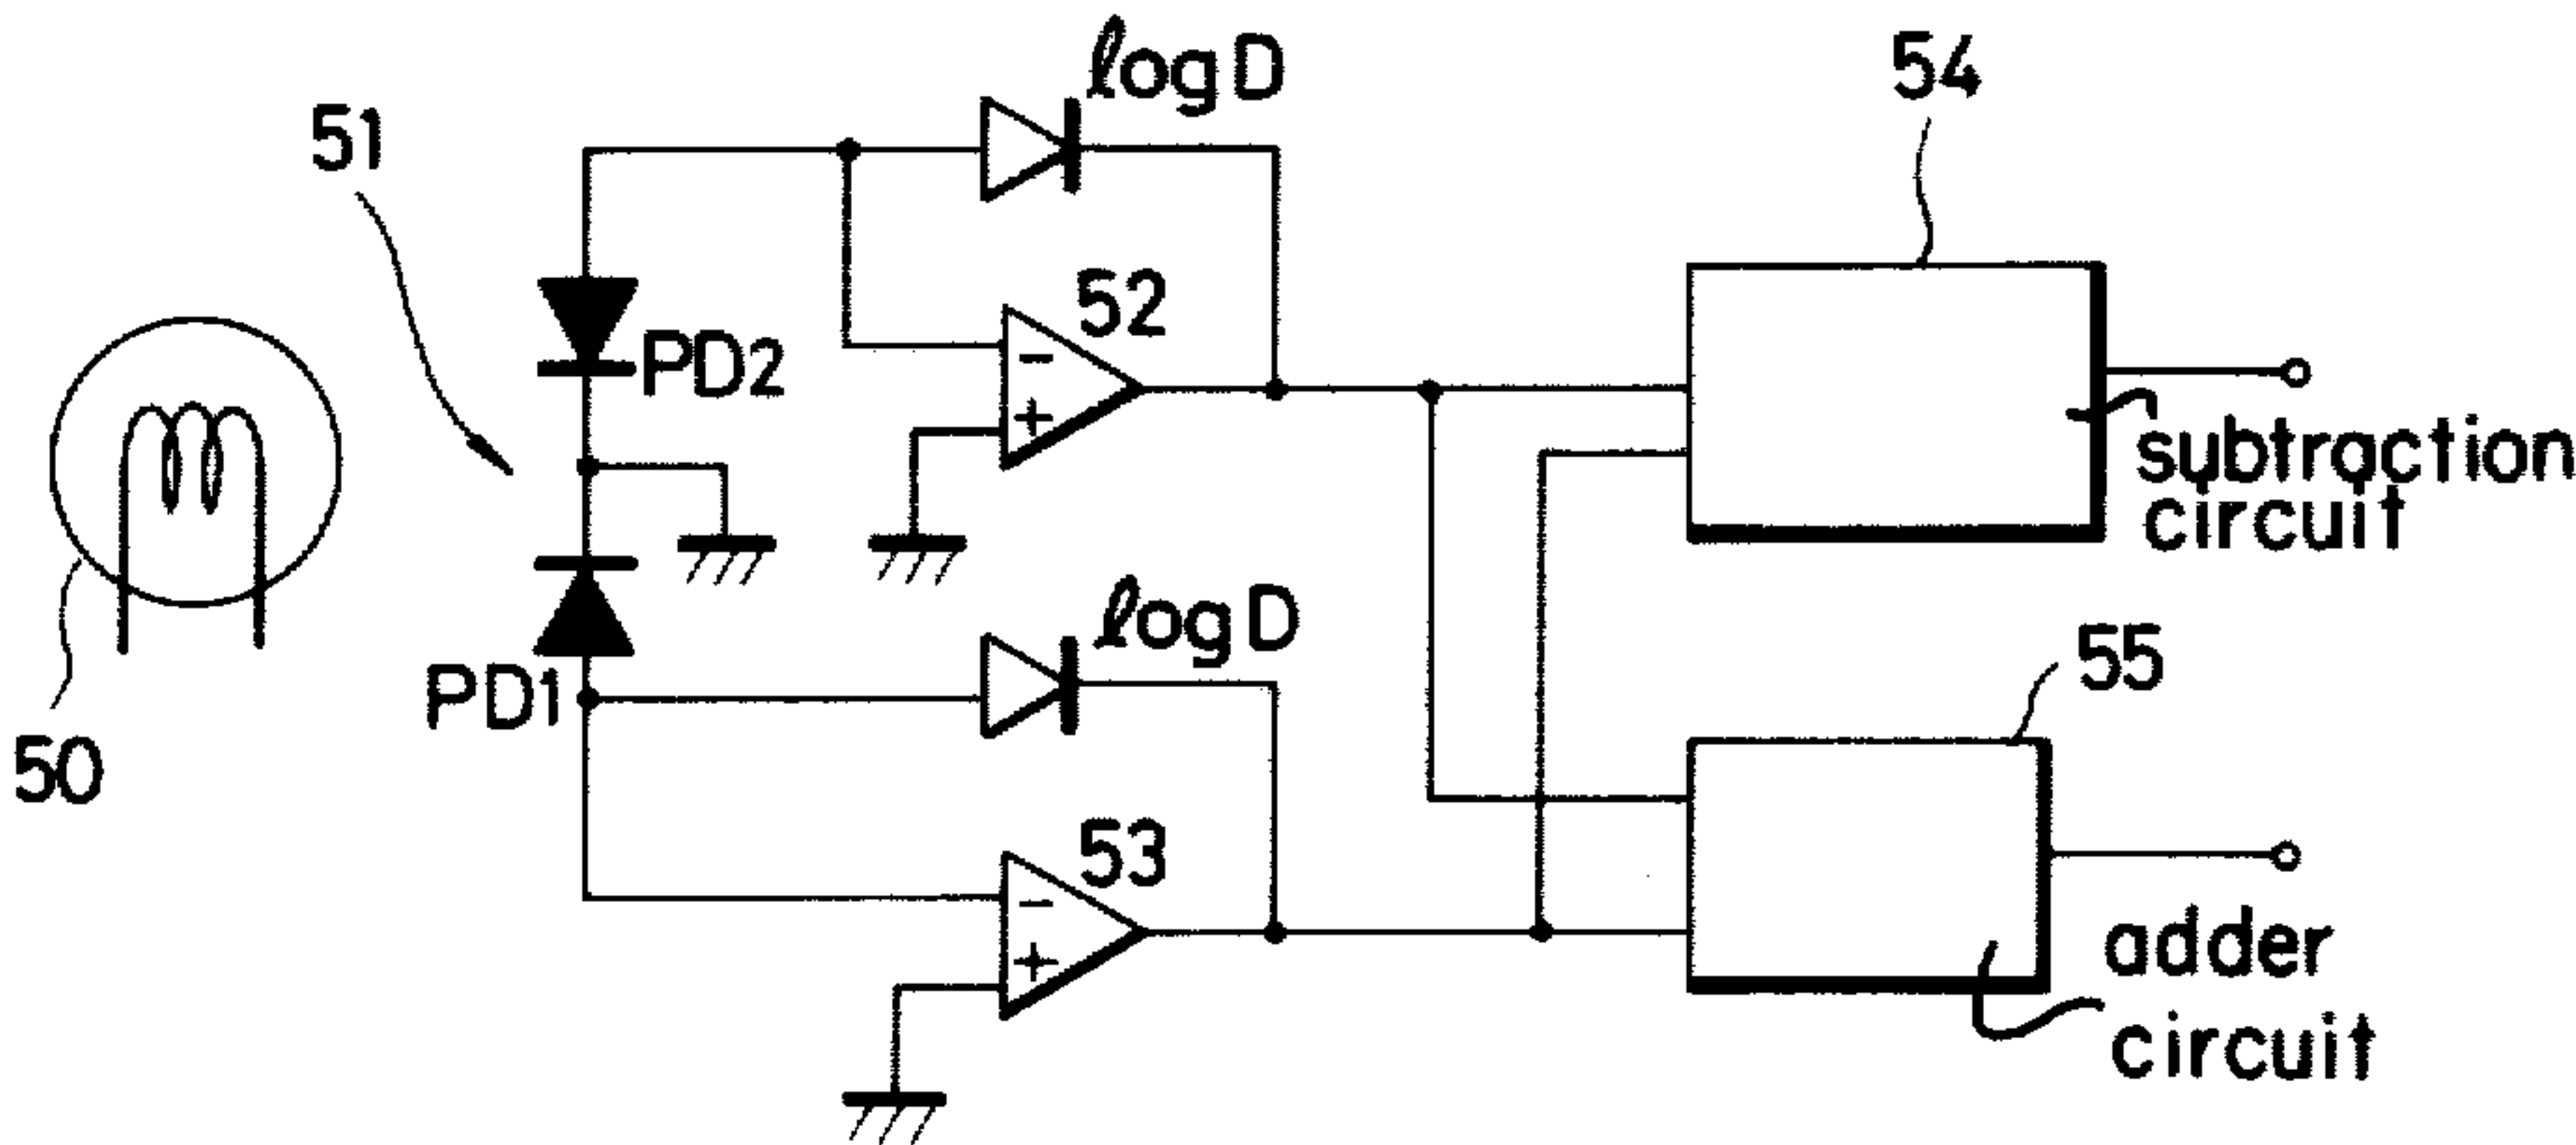 log D
54
51
52
PD2
-
+
subtraction
circuit
log D
55
PD1
50
53
-
+
adder
circuit